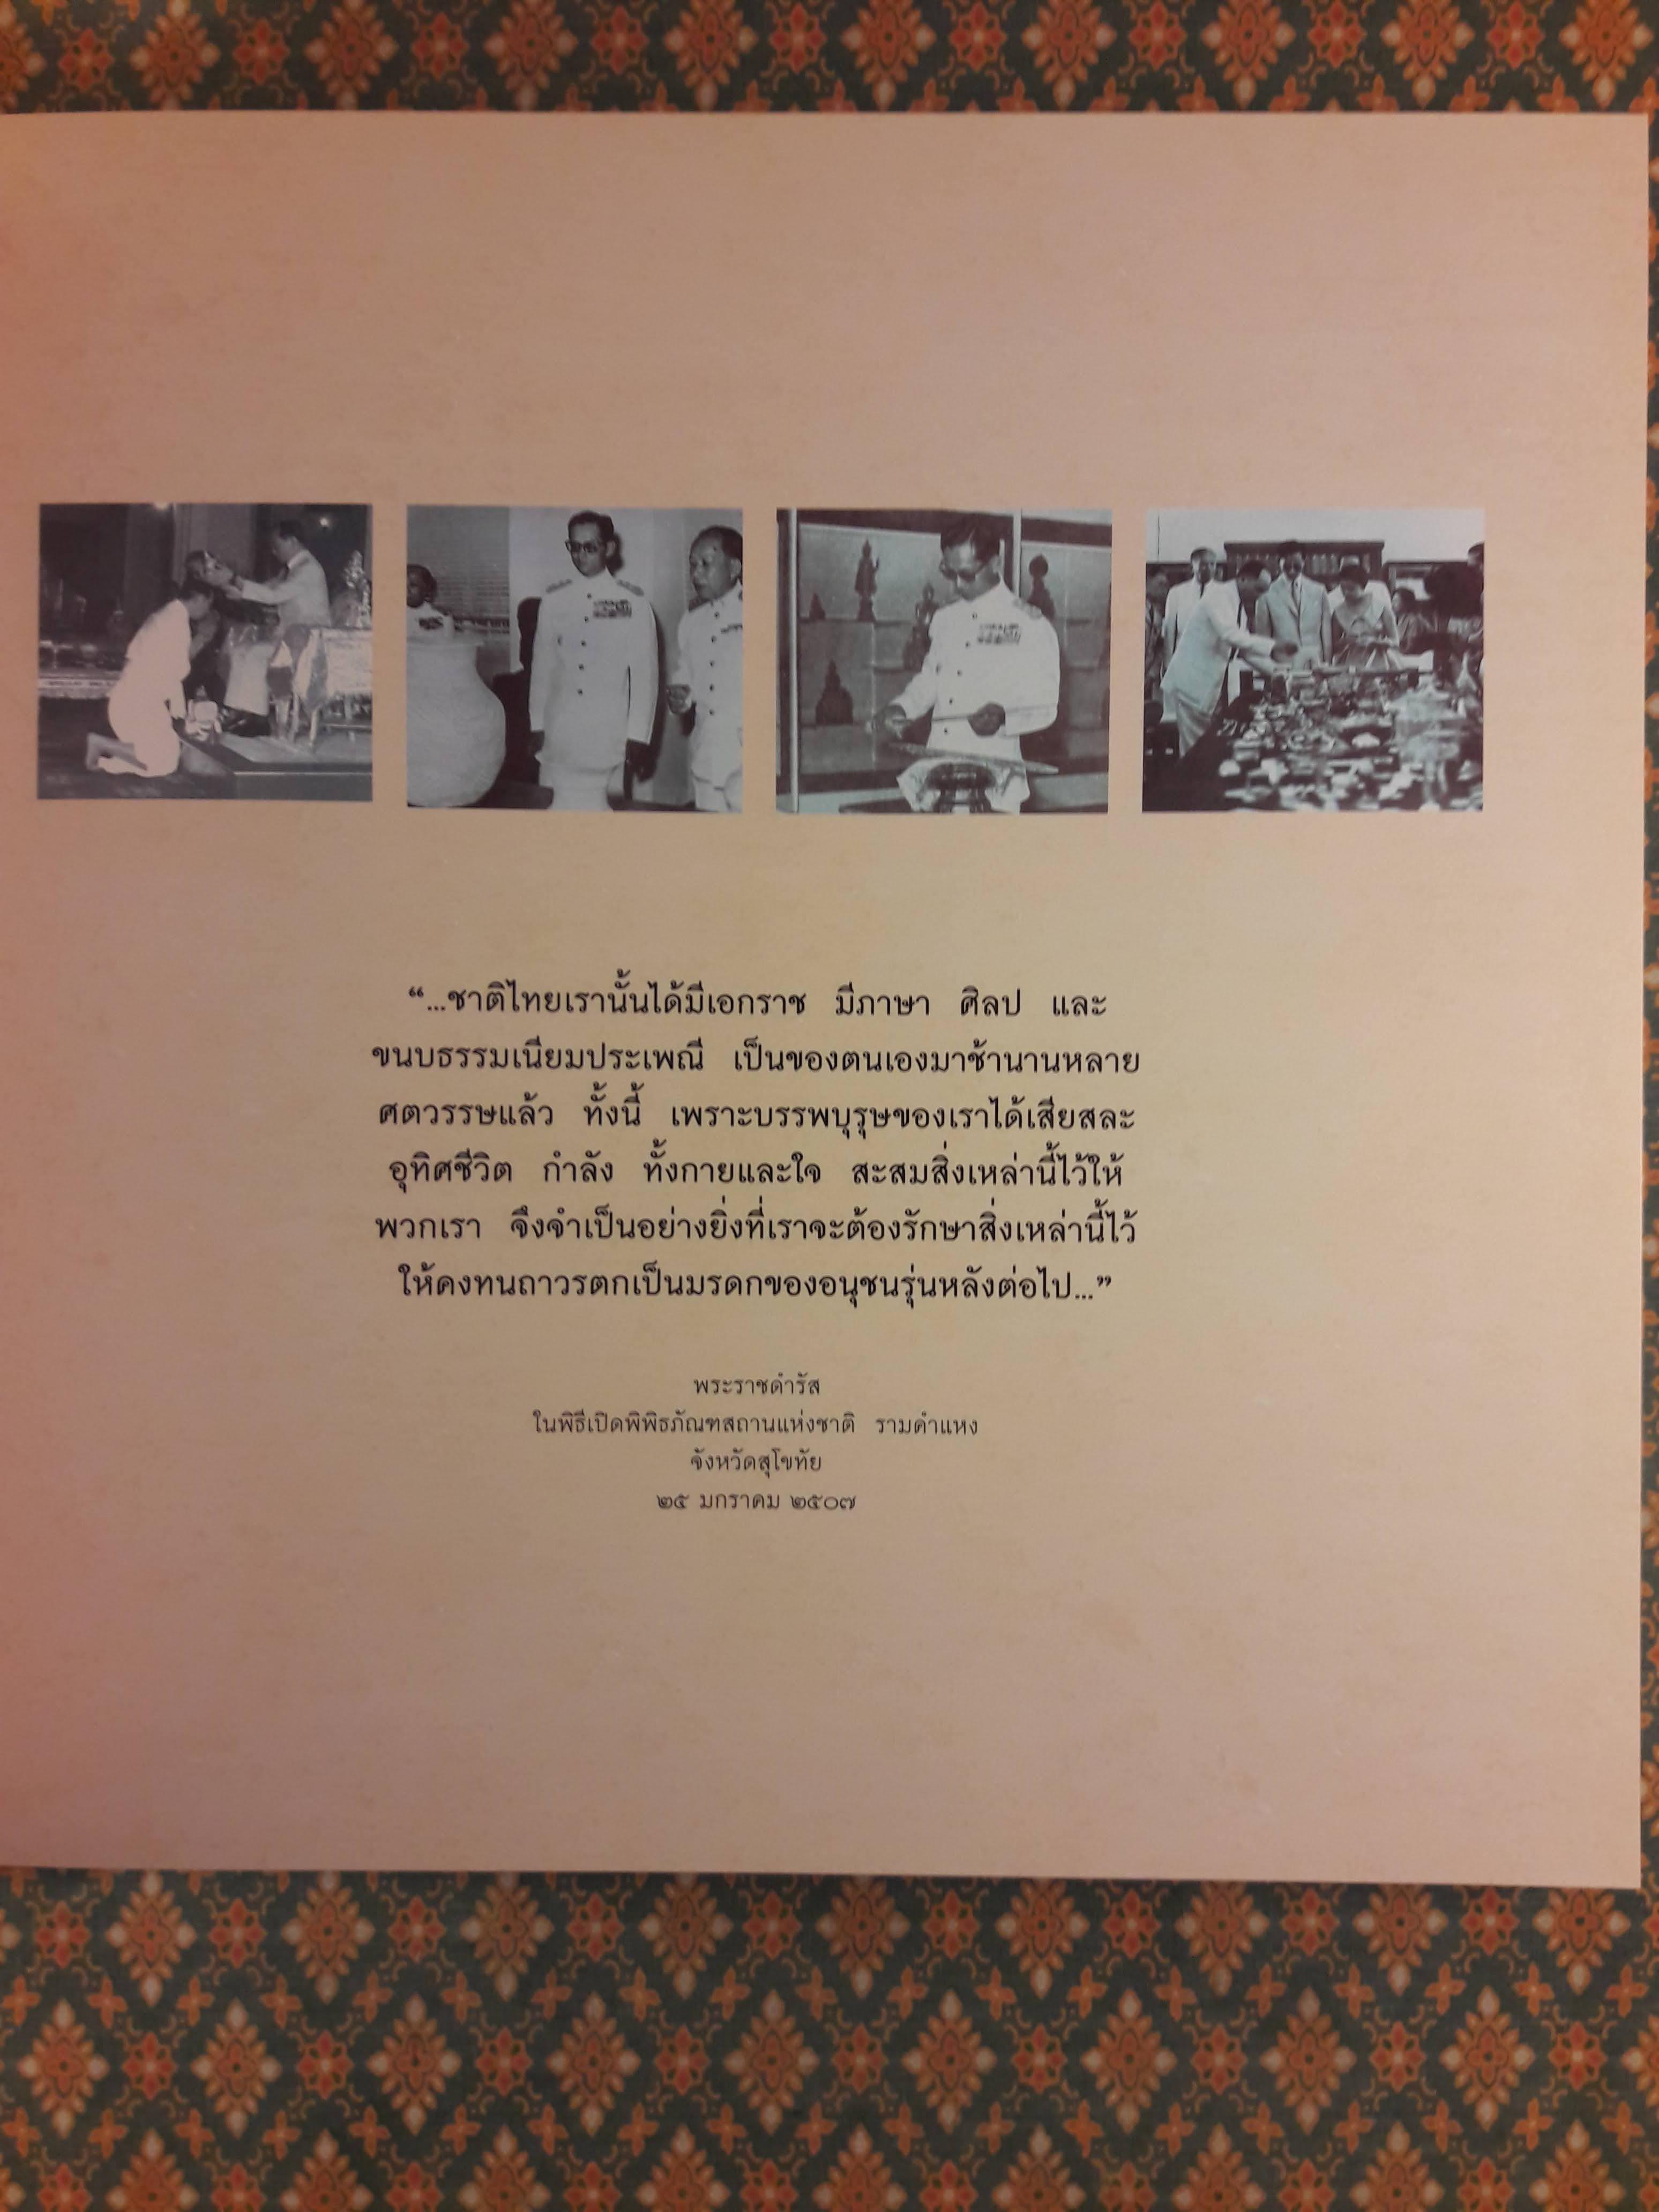 “...ชาติไทยเรานั้นได้มีเอกราช มีภาษา ศิลป และ
ขนบธรรมเนียมประเพณี เป็นของตนเองมาช้านานหลาย
ศตวรรษแล้ว ทั้งนี้ เพราะบรรพบุรุษของเราได้เสียสละ
อุทิศชีวิต กำลัง ทั้งกายและใจ สะสมสิ่งเหล่านี้ไว้ให้
พวกเรา จึงจำเป็นอย่างยิ่งที่เราจะต้องรักษาสิ่งเหล่านี้ไว้
ให้คงทนถาวรตกเป็นมรดกของอนุชนรุ่นหลังต่อไป...”
พระราชดำรัส
ในพิธีเปิดพิพิธภัณฑสถานแห่งชาติ รามคำแหง
จังหวัดสุโขทัย
๒๕ มกราคม ๒๕๐๗